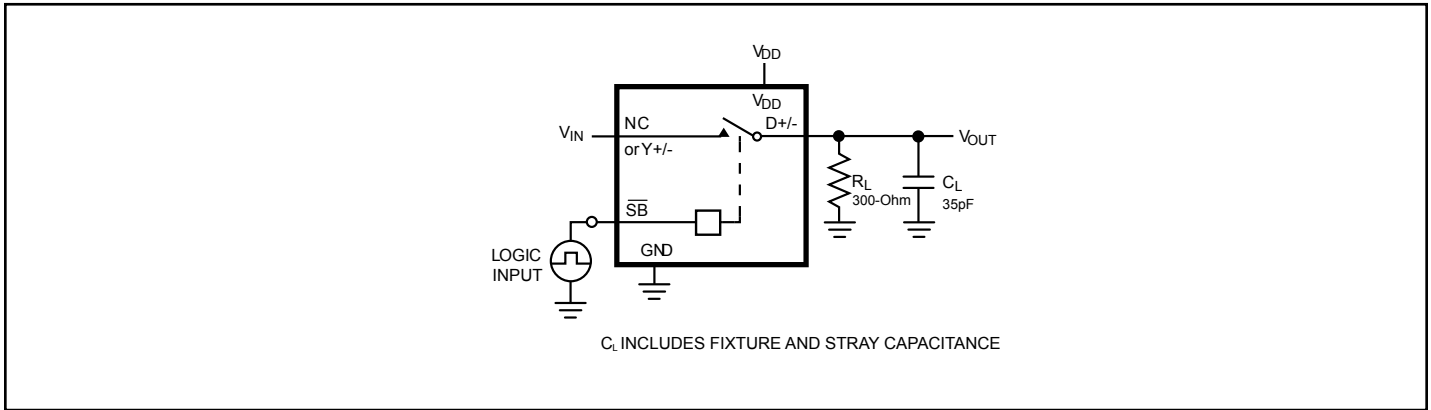 VDD
VDD
VIN
NC
D+/-
or Y+/-
VOUT
RL
300-Ohm
CL
35pF
SB
GND
LOGIC
INPUT
CL INCLUDES FIXTURE AND STRAY CAPACITANCE